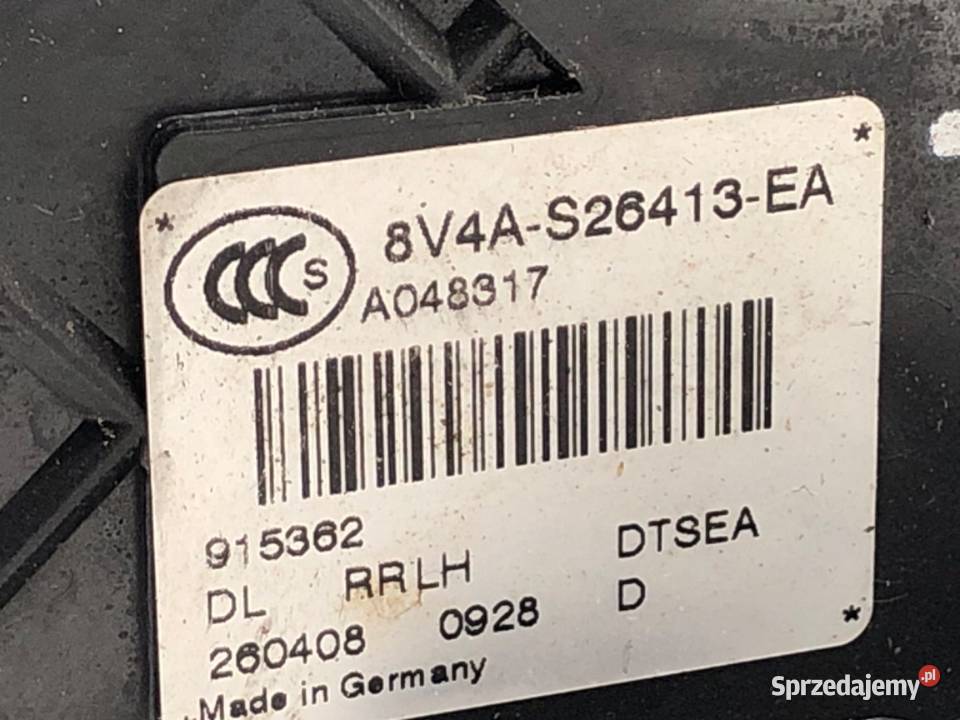 CCC S
8V4A-S26413-EA
A048317
915362
DL RRLH DTSEA
260408 0928 D
Made in Germany
Sprzedajemy.pl